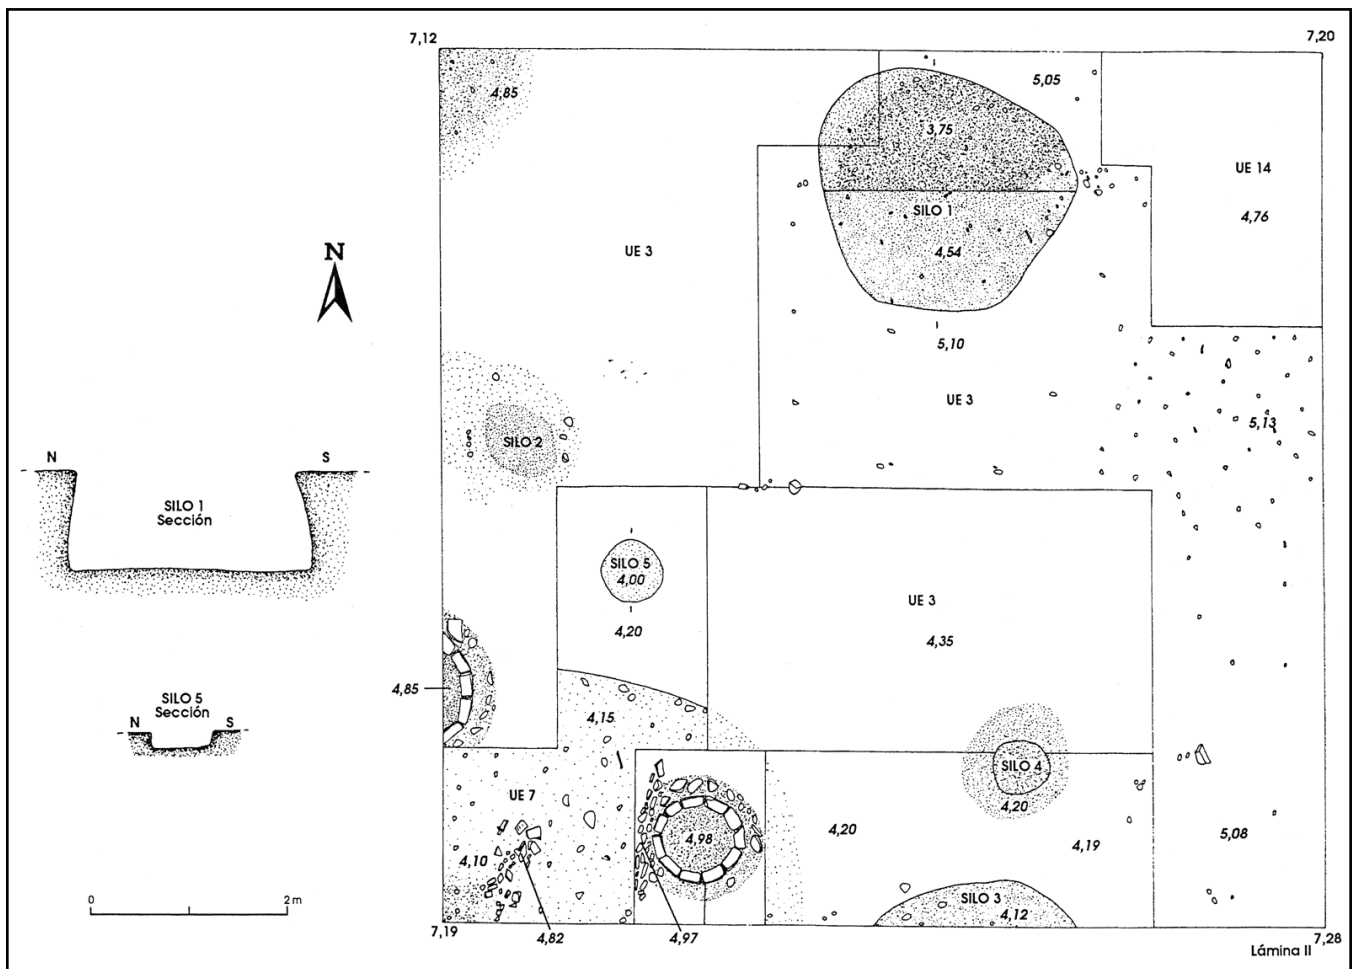 7,12
7,20
4,85
5,05
3,75
UE 14
4,76
SILO 1
4,54
UE 3
N
5,10
UE 3
5,13
SILO 2
N
S
SILO 1
Sección
SILO 5
4,00
4,20
UE 3
4,35
4,85
SILO 5
Sección
N
S
4,15
SILO 4
4,20
UE 7
4,98
4,20
4,19
5,08
4,10
SILO 3
4,12
0
2 m
7,19
4,82
4,97
7,28
Lámina II